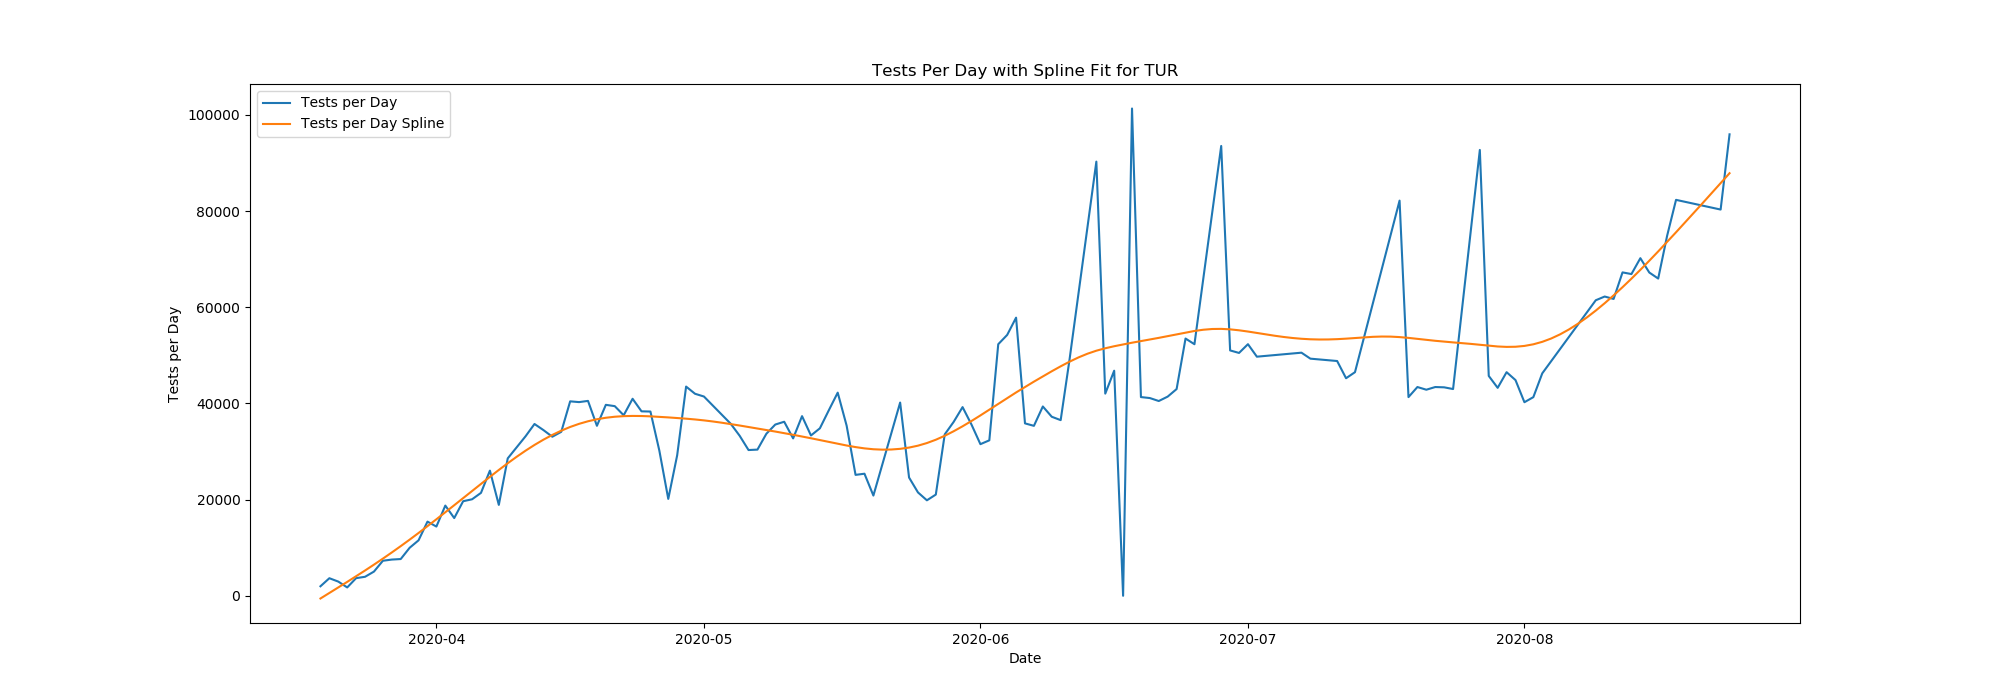 Tests Per Day with Spline Fit for TUR
Tests per Day
Tests per Day Spline
100000
80000
60000
40000
20000
0
Tests per Day
2020-04
2020-05
2020-06
2020-07
2020-08
Date